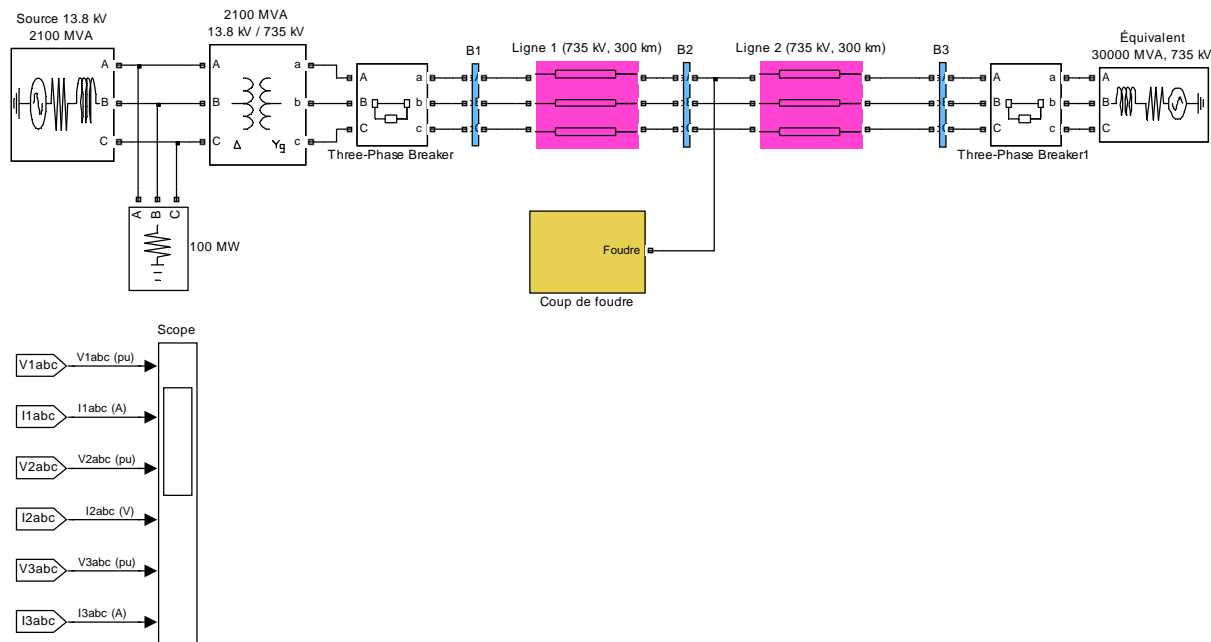 Source 13.8 kV
2100 MVA
2100 MVA
13.8 kV / 735 kV
B1
Ligne 1 (735 kV, 300 km)
B2
Ligne 2 (735 kV, 300 km)
B3
Équivalent
30000 MVA, 735 kV
A
B
C
A
B
C
a
b
c
Δ
Yg
A
B
C
a
b
c
Three-Phase Breaker
A
B
C
a
b
c
Three-Phase Breaker1
A
B
C
A
B
C
100 MW
Foudre
Coup de foudre
Scope
V1abc
V1abc (pu)
I1abc
I1abc (A)
V2abc
V2abc (pu)
I2abc
I2abc (V)
V3abc
V3abc (pu)
I3abc
I3abc (A)